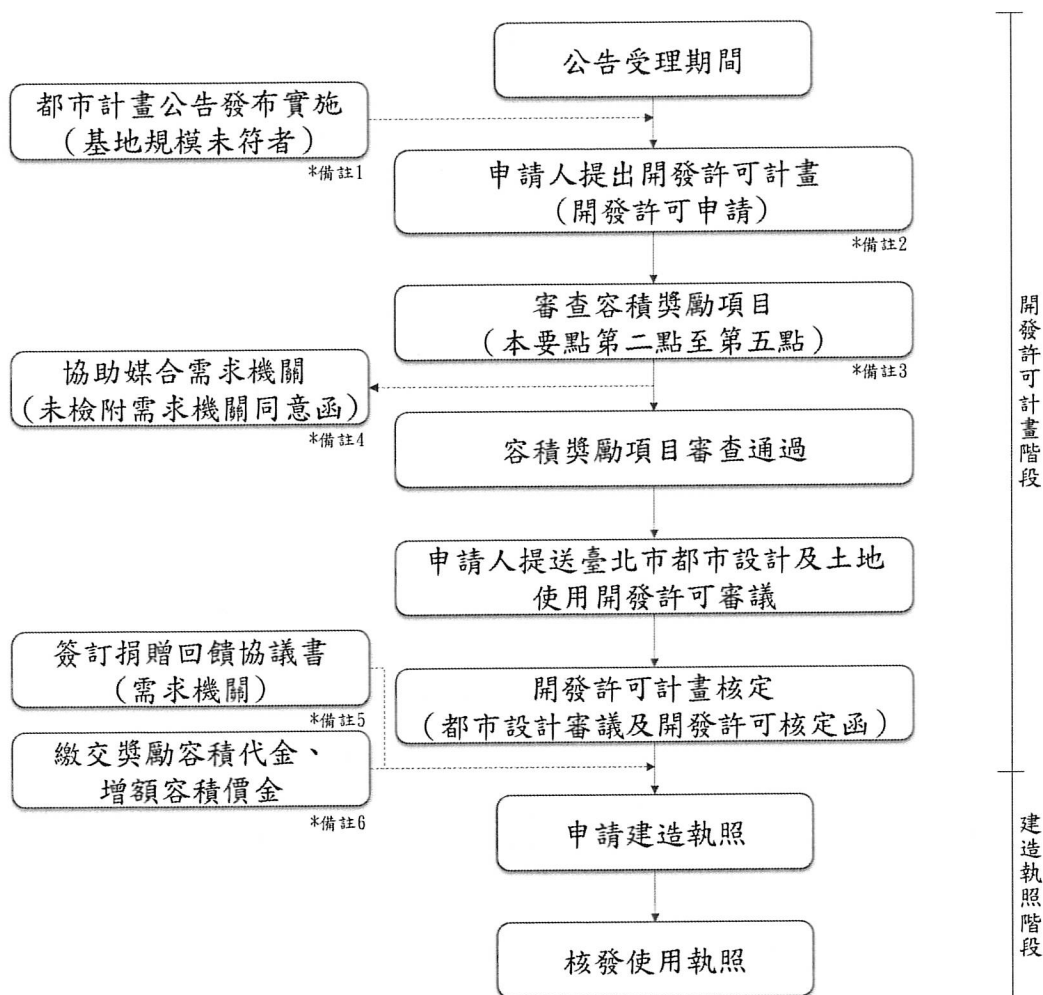 公告受理期間
都市計畫公告發布實施
(基地規模未符者)
*備註1
申請人提出開發許可計畫
(開發許可申請)
*備註2
審查容積獎勵項目
(本要點第二點至第五點)
*備註3
協助媒合需求機關
(未檢附需求機關同意函)
*備註4
容積獎勵項目審查通過
申請人提送臺北市都市設計及土地
使用開發許可審議
簽訂捐贈回饋協議書
(需求機關)
*備註5
開發許可計畫核定
(都市設計審議及開發許可核定函)
繳交獎勵容積代金、
增額容積價金
*備註6
申請建造執照
核發使用執照
開發許可計畫階段
建造執照階段